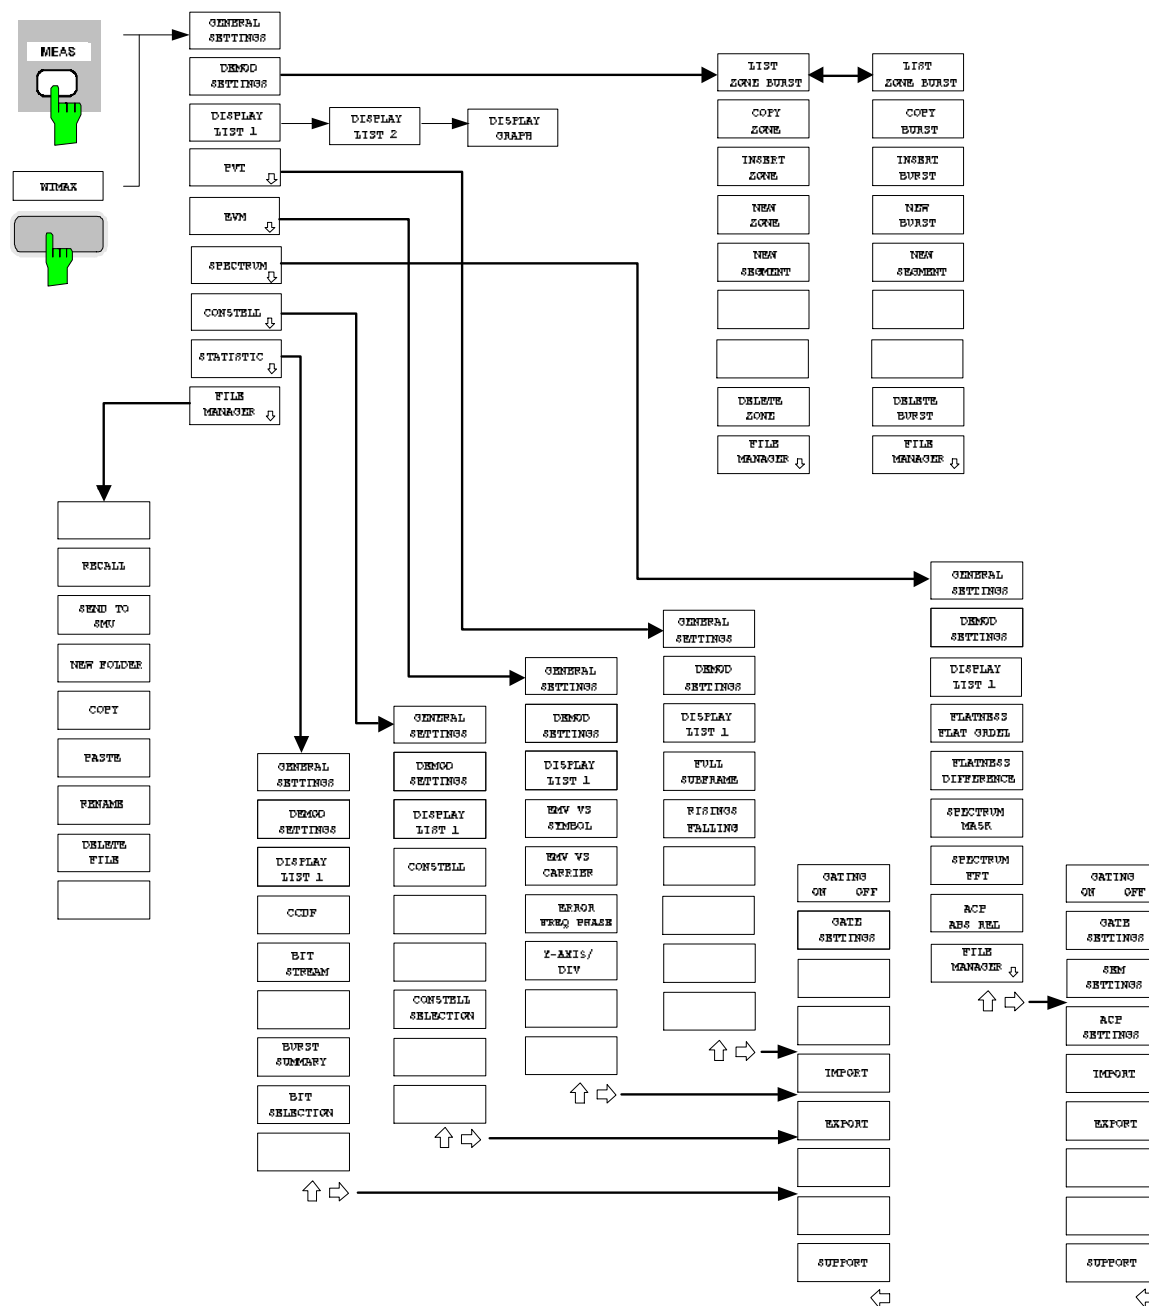 MEAS
WIMAX
GENERAL
SETTINGS
DEMOD
SETTINGS
DISPLAY
LIST 1
DISPLAY
LIST 2
DISPLAY
GRAPH
PVT
EVM
SPECTRUM
CONSTELL
STATISTIC
FILE
MANAGER
LIST
ZONE BURST
COPY
ZONE
INSERT
ZONE
NEW
ZONE
NEW
SEGMENT
DELETE
ZONE
FILE
MANAGER
LIST
ZONE BURST
COPY
BURST
INSERT
BURST
NEW
BURST
NEW
SEGMENT
DELETE
BURST
FILE
MANAGER
RECALL
SEND TO
SMU
NEW FOLDER
COPY
PASTE
RENAME
DELETE
FILE
GENERAL
SETTINGS
DEMOD
SETTINGS
DISPLAY
LIST 1
CCDF
BIT
STREAM
BURST
SUMMARY
BIT
SELECTION
GENERAL
SETTINGS
DEMOD
SETTINGS
DISPLAY
LIST 1
CONSTELL
CONSTELL
SELECTION
GENERAL
SETTINGS
DEMOD
SETTINGS
DISPLAY
LIST 1
EMV VS
SYMBOL
EMV VS
CARRIER
ERROR
FREQ PHASE
Y-AXIS/
DIV
GENERAL
SETTINGS
DEMOD
SETTINGS
DISPLAY
LIST 1
FULL
SUBFRAME
RISINGS
FALLING
GATING
ON OFF
GATE
SETTINGS
IMPORT
EXPORT
SUPPORT
GENERAL
SETTINGS
DEMOD
SETTINGS
DISPLAY
LIST 1
FLATNESS
FLAT GRDEL
FLATNESS
DIFFERENCE
SPECTRUM
MASK
SPECTRUM
FFT
ACP
ABS REL
FILE
MANAGER
GATING
ON OFF
GATE
SETTINGS
SEM
SETTINGS
ACP
SETTINGS
IMPORT
EXPORT
SUPPORT